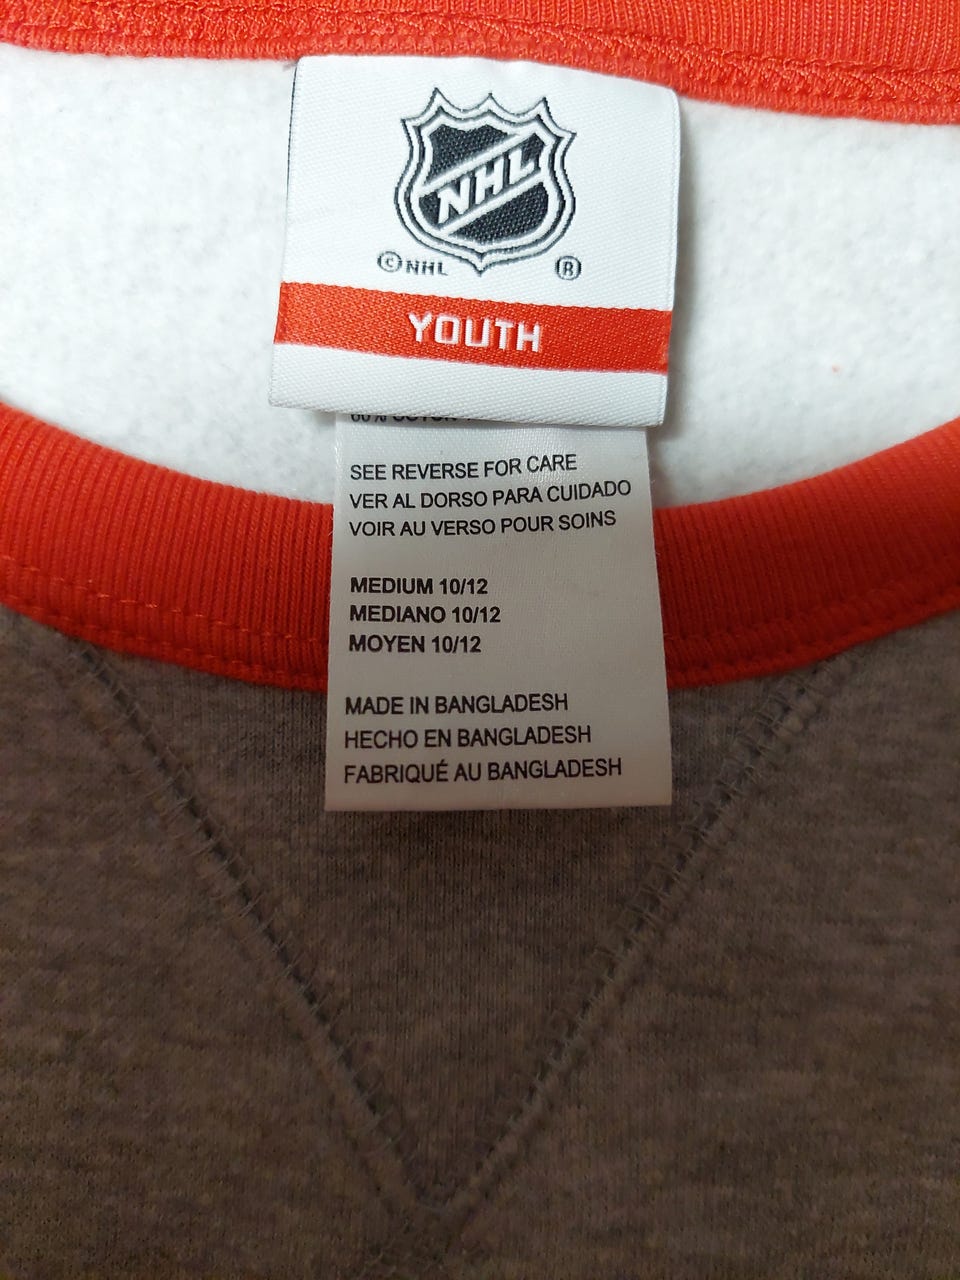 NHL
© NHL ®
YOUTH
60%
SEE REVERSE FOR CARE
VER AL DORSO PARA CUIDADO
VOIR AU VERSO POUR SOINS
MEDIUM 10/12
MEDIANO 10/12
MOYEN 10/12
MADE IN BANGLADESH
HECHO EN BANGLADESH
FABRIQUÉ AU BANGLADESH